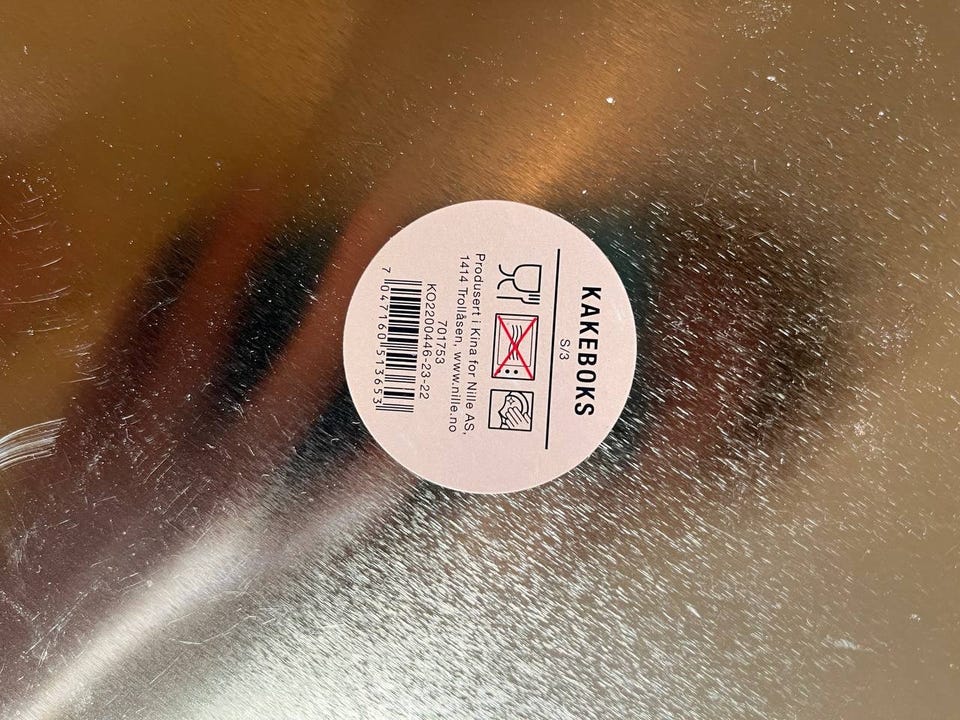 KAKEBOKS
S/3
Produsert i Kina for Nille AS,
1414 Trollåsen, www.nille.no
701753
KO2200446-23-22
7 047160 513653